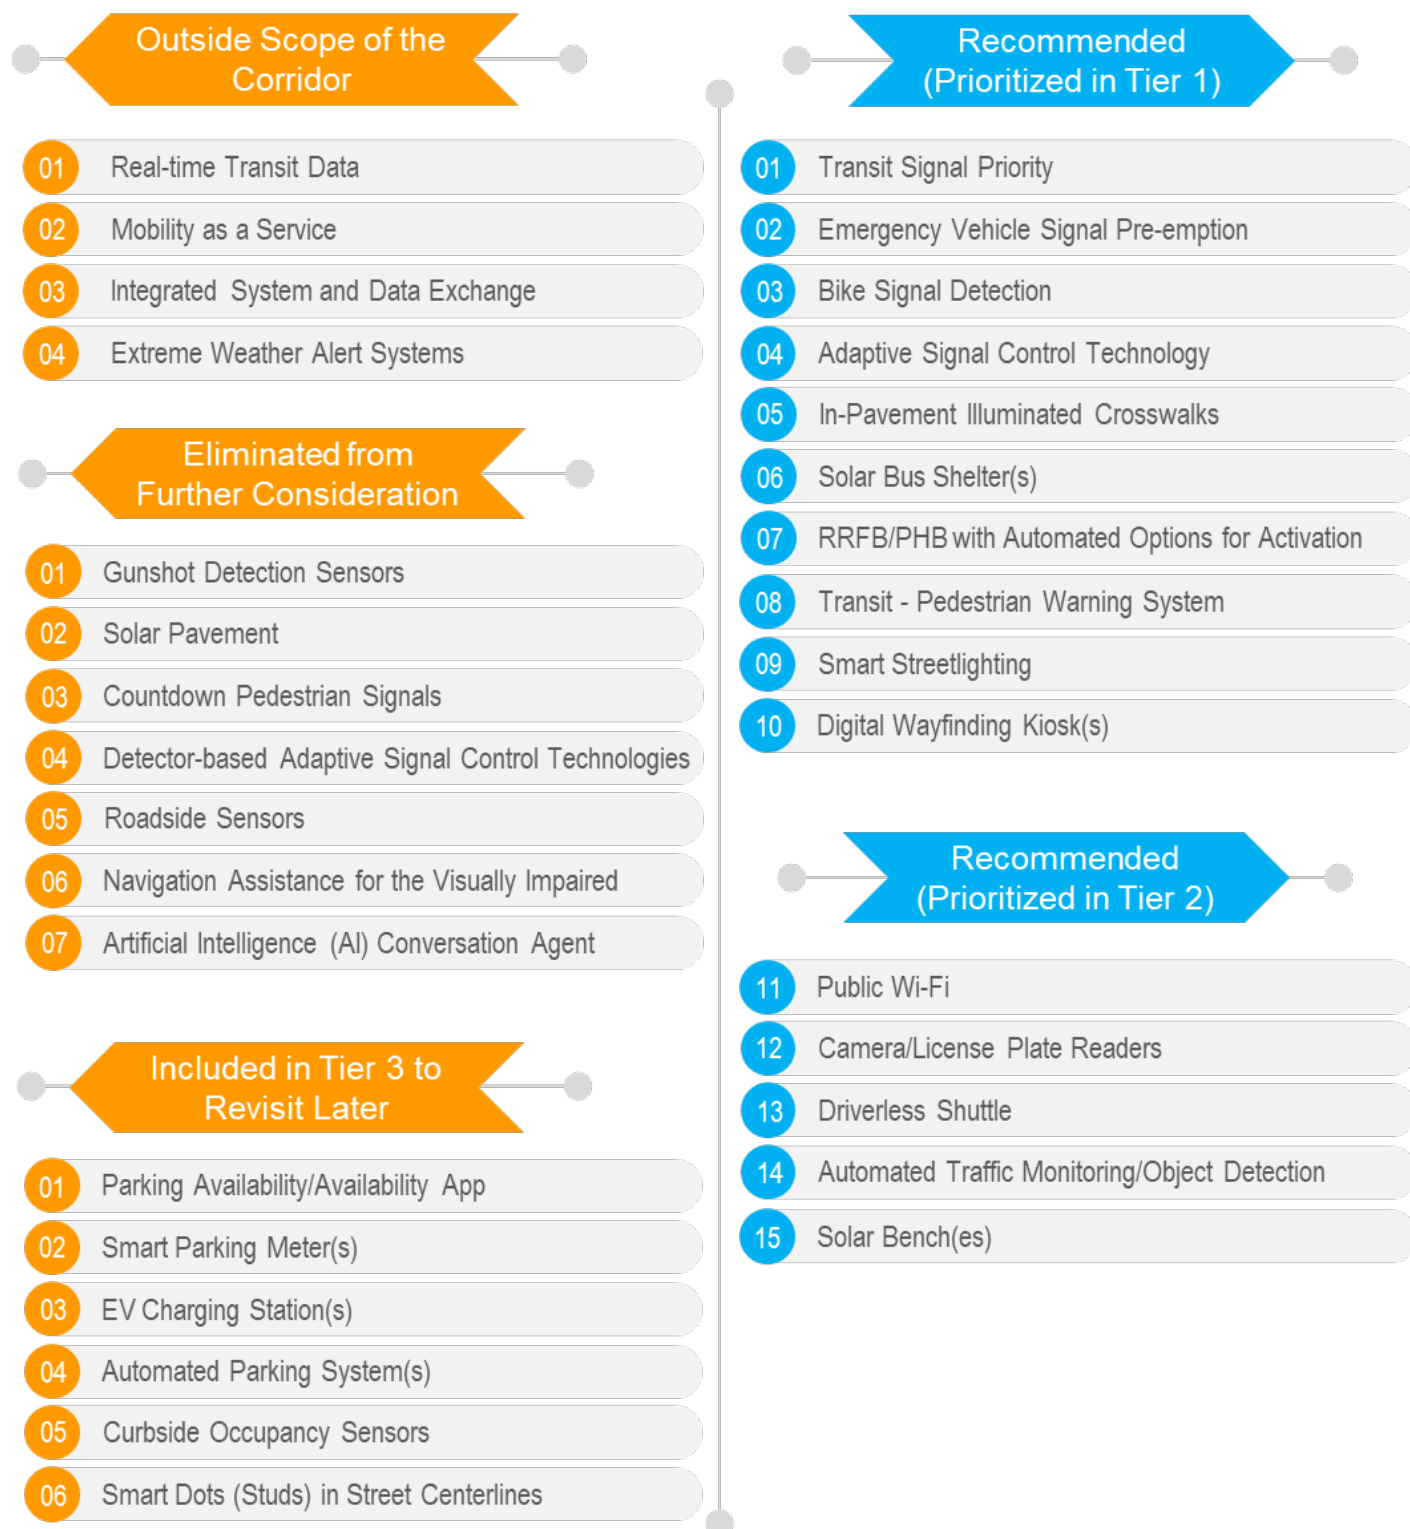 Outside Scope of the
Corridor
01 Real-time Transit Data
02 Mobility as a Service
03 Integrated System and Data Exchange
04 Extreme Weather Alert Systems
Eliminated from
Further Consideration
01 Gunshot Detection Sensors
02 Solar Pavement
03 Countdown Pedestrian Signals
04 Detector-based Adaptive Signal Control Technologies
05 Roadside Sensors
06 Navigation Assistance for the Visually Impaired
07 Artificial Intelligence (AI) Conversation Agent
Included in Tier 3 to
Revisit Later
01 Parking Availability/Availability App
02 Smart Parking Meter(s)
03 EV Charging Station(s)
04 Automated Parking System(s)
05 Curbside Occupancy Sensors
06 Smart Dots (Studs) in Street Centerlines
Recommended
(Prioritized in Tier 1)
01 Transit Signal Priority
02 Emergency Vehicle Signal Pre-emption
03 Bike Signal Detection
04 Adaptive Signal Control Technology
05 In-Pavement Illuminated Crosswalks
06 Solar Bus Shelter(s)
07 RRFB/PHB with Automated Options for Activation
08 Transit - Pedestrian Warning System
09 Smart Streetlighting
10 Digital Wayfinding Kiosk(s)
Recommended
(Prioritized in Tier 2)
11 Public Wi-Fi
12 Camera/License Plate Readers
13 Driverless Shuttle
14 Automated Traffic Monitoring/Object Detection
15 Solar Bench(es)